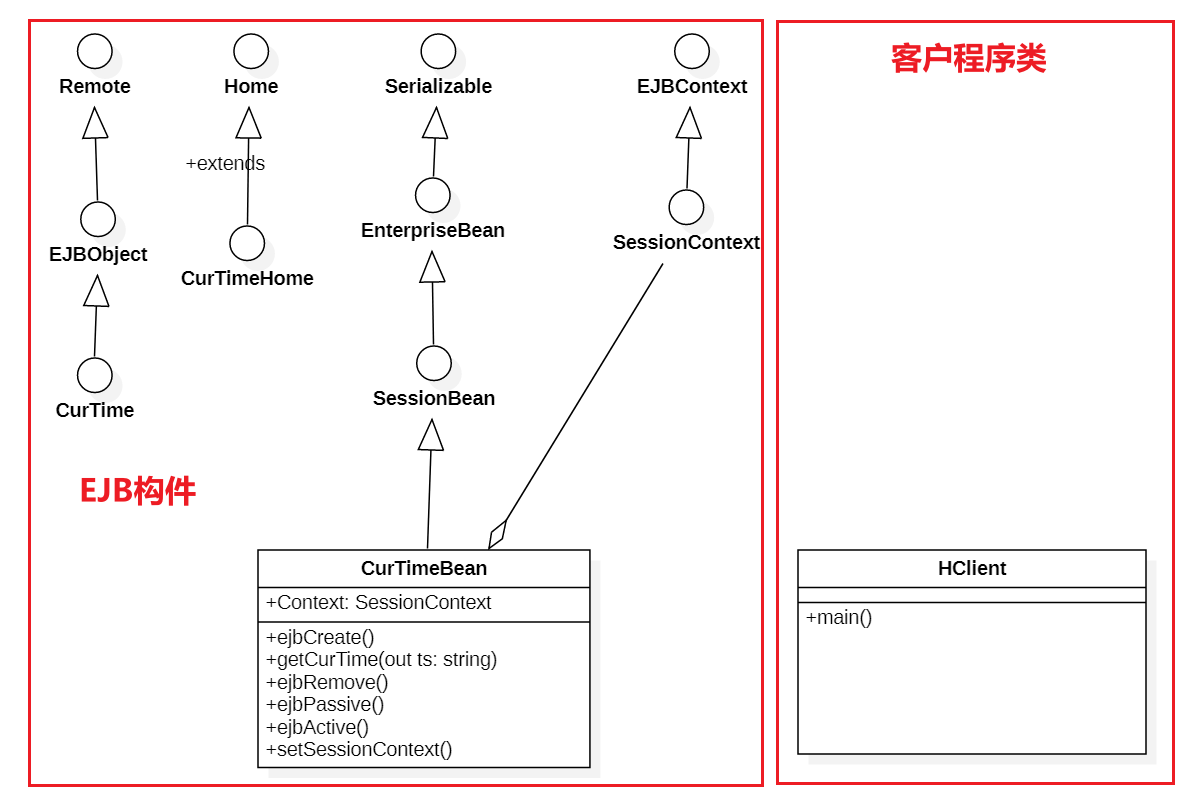 Remote
Home
Serializable
EJBContext
客户程序类
+extends
EJBObject
CurTimeHome
EnterpriseBean
SessionContext
CurTime
SessionBean
EJB构件
CurTimeBean
+Context: SessionContext
+ejbCreate()
+getCurTime(out ts: string)
+ejbRemove()
+ejbPassive()
+ejbActive()
+setSessionContext()
HClient
+main()